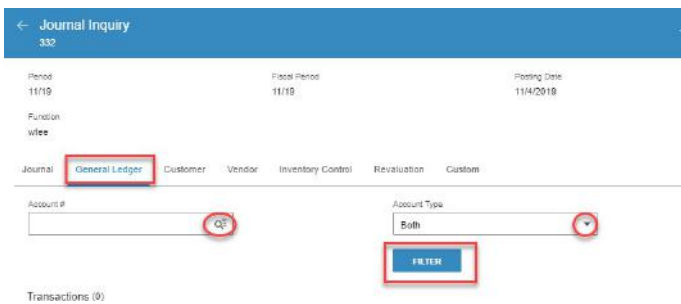 Journal Inquiry
332
Period Fiscal Period Posting Date
11/19 11/19 11/4/2019
Function
wlee
Journal General Ledger Customer Vendor Inventory Control Revaluation Custom
Account # Account Type
Both
FILTER
Transactions (0)